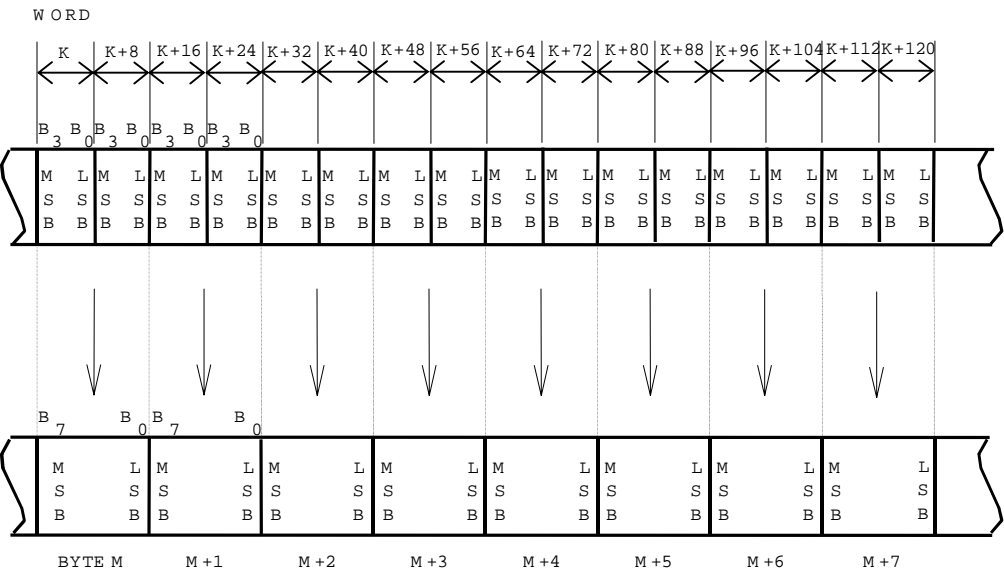 WORD
K K+8 K+16 K+24 K+32 K+40 K+48 K+56 K+64 K+72 K+80 K+88 K+96 K+104 K+112 K+120
B3 B0 B3 B0 B3 B0 B3 B0
M L M L M L M L M L M L M L M L M L M L M L M L M L M L M L M L
S S S S S S S S S S S S S S S S S S S S S S S S S S S S S S S S
B B B B B B B B B B B B B B B B B B B B B B B B B B B B B B B B
B7 B0 B7 B0
M L M L M L M L M L M L M L M L
S S S S S S S S S S S S S S S S
B B B B B B B B B B B B B B B B
BYTE M M+1 M+2 M+3 M+4 M+5 M+6 M+7